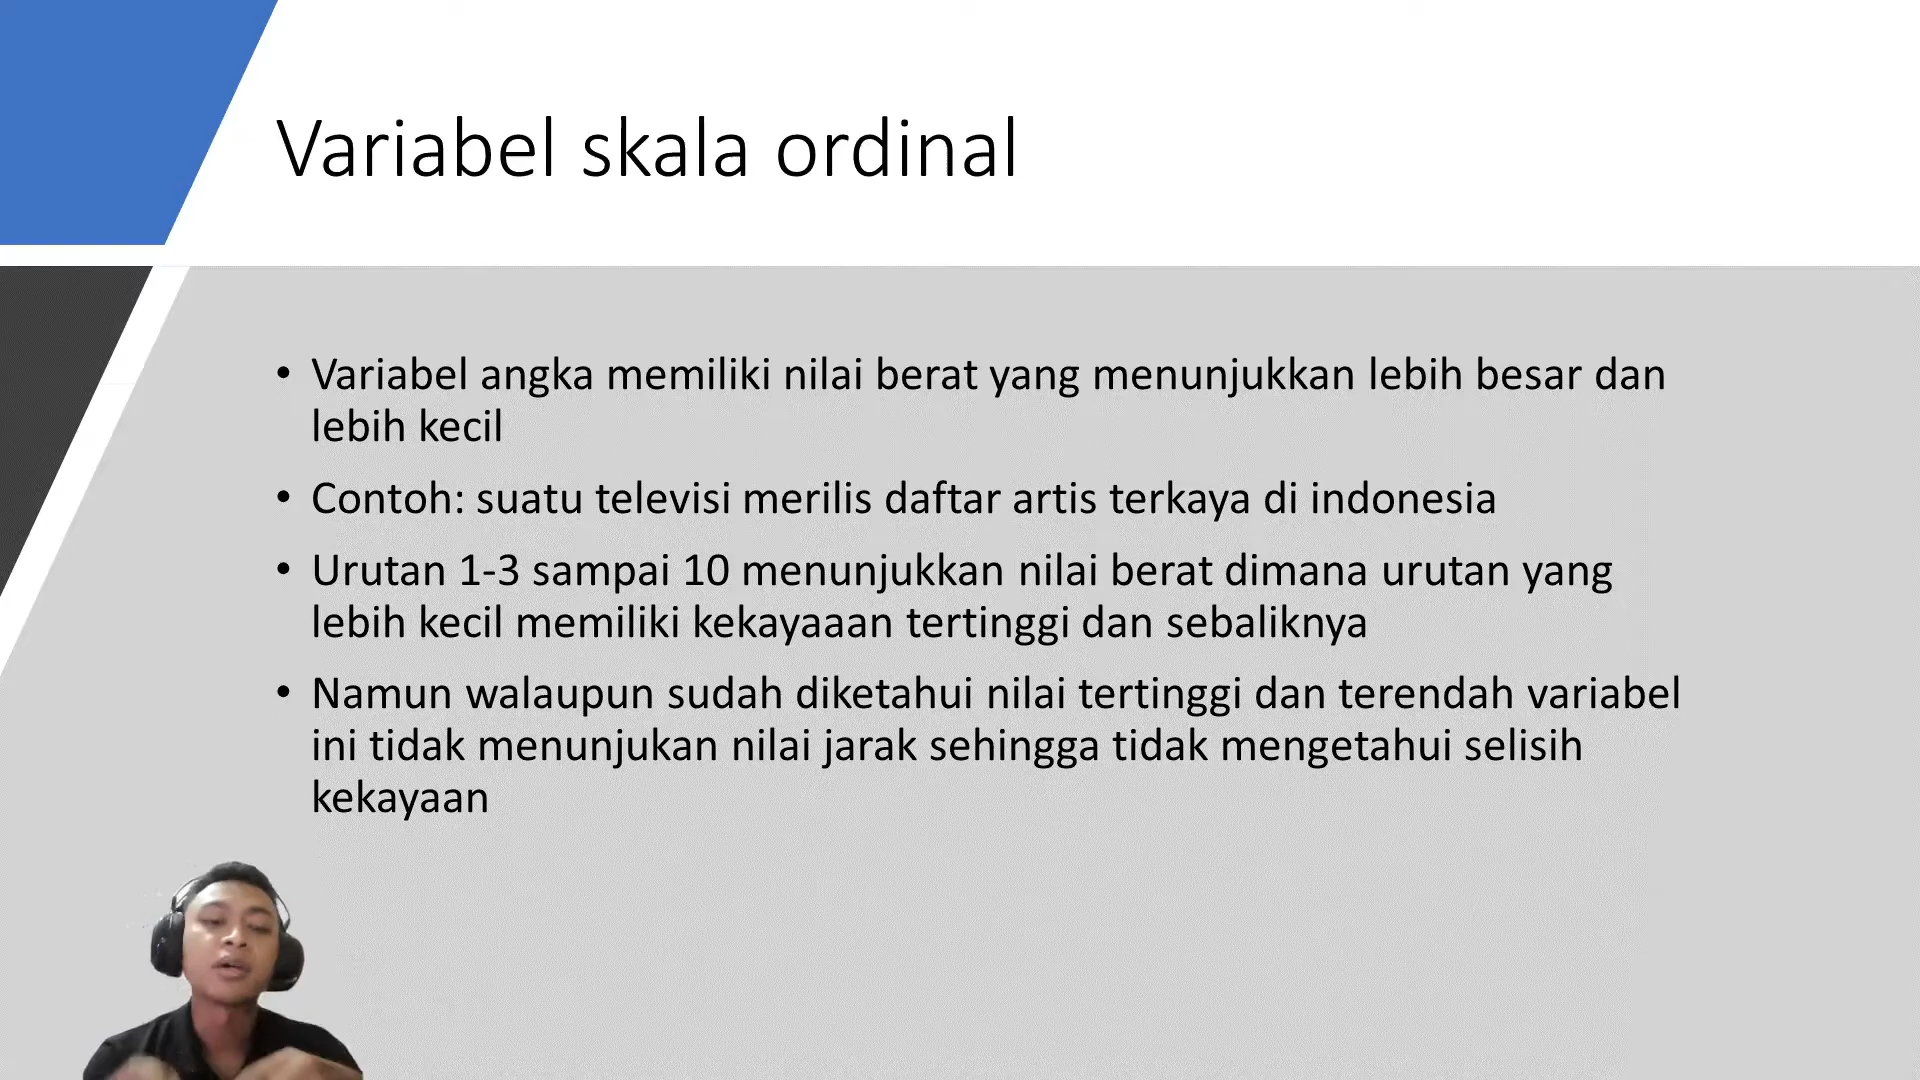 Variabel skala ordinal
• Variabel angka memiliki nilai berat yang menunjukkan lebih besar dan
lebih kecil
• Contoh: suatu televisi merilis daftar artis terkaya di indonesia
• Urutan 1-3 sampai 10 menunjukkan nilai berat dimana urutan yang
lebih kecil memiliki kekayaaan tertinggi dan sebaliknya
• Namun walaupun sudah diketahui nilai tertinggi dan terendah variabel
ini tidak menunjukan nilai jarak sehingga tidak mengetahui selisih
kekayaan